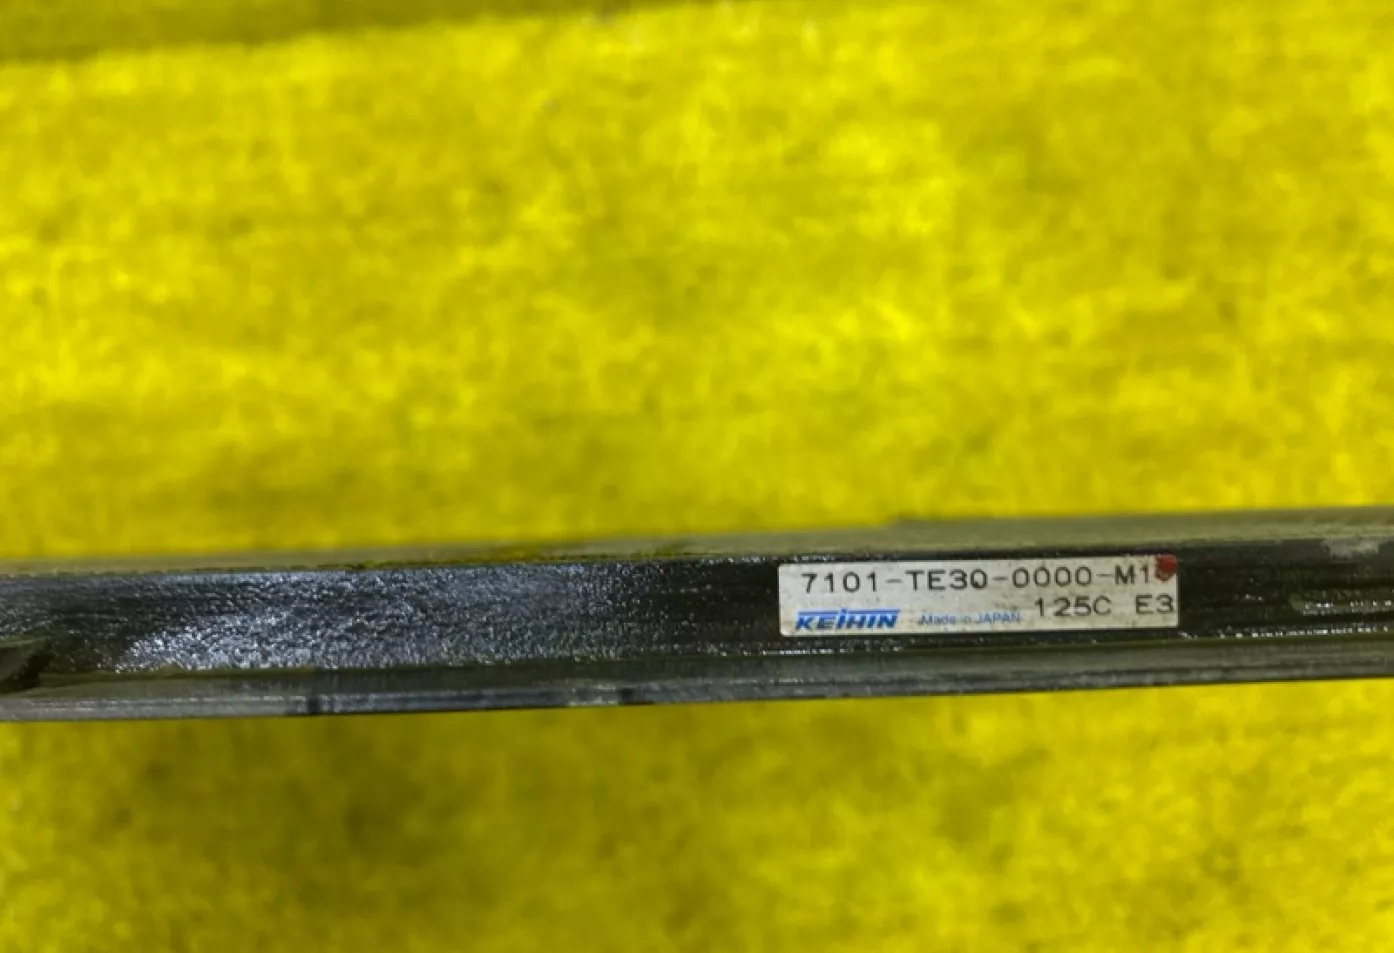 7101-TE30-0000-M1
125C E3
KEIHIN Made in JAPAN